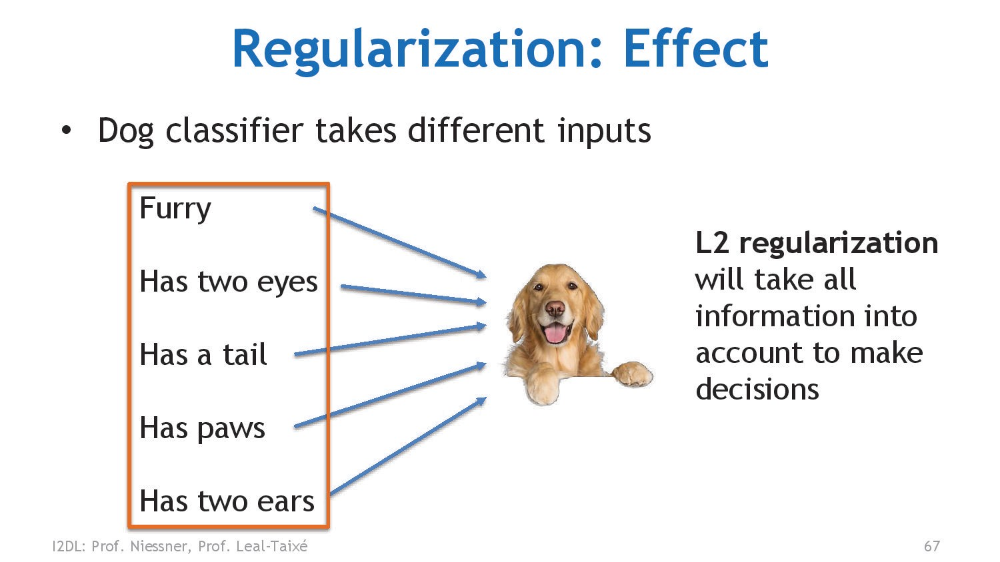 Regularization: Effect
• Dog classifier takes different inputs
Furry
Has two eyes
Has a tail
Has paws
Has two ears
L2 regularization
will take all
information into
account to make
decisions
I2DL: Prof. Niessner, Prof. Leal-Taixé
67